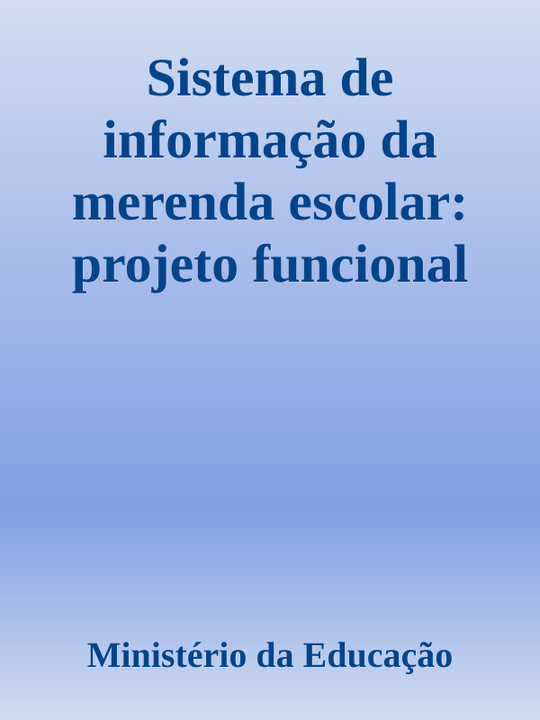 Sistema de
informação da
merenda escolar:
projeto funcional
Ministério da Educação